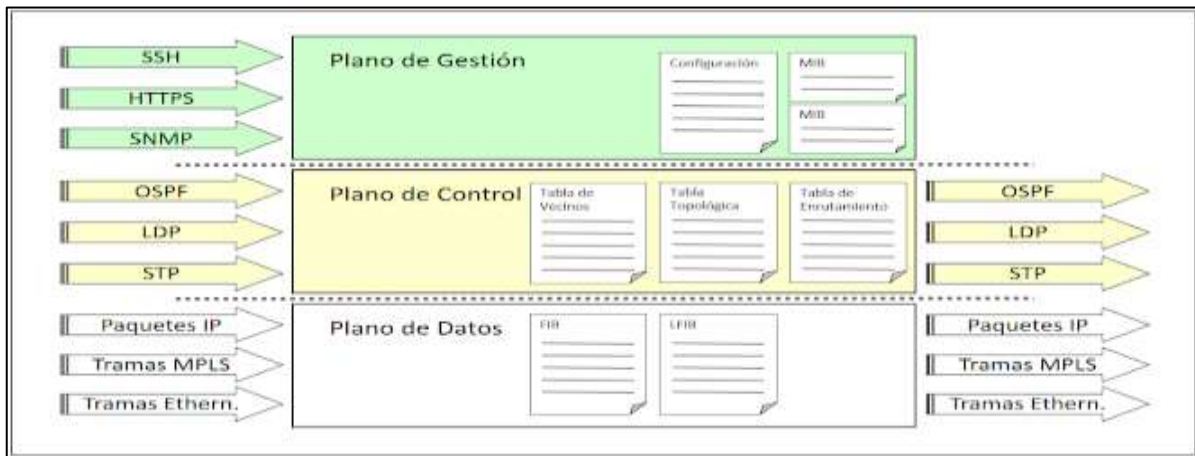 SSH
HTTPS
SNMP
Plano de Gestión
Configuración
MIB
MIB
OSPF
LDP
STP
Plano de Control
Tabla de
Vecinos
Tabla
Topológica
Tabla de
Enrutamiento
OSPF
LDP
STP
Paquetes IP
Tramas MPLS
Tramas Ethern.
Plano de Datos
FIB
LFIB
Paquetes IP
Tramas MPLS
Tramas Ethern.